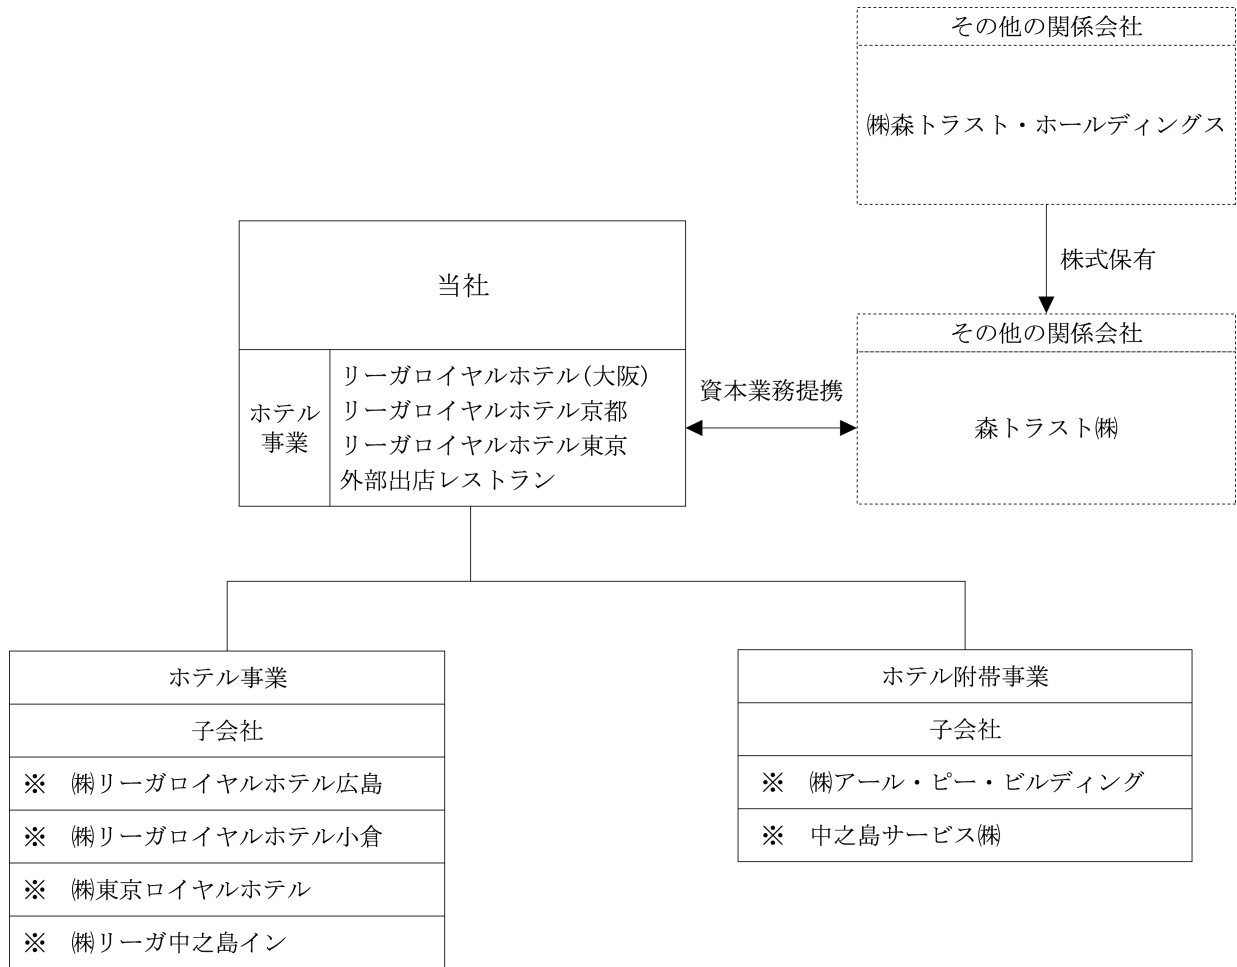 その他の関係会社
㈱森トラスト・ホールディングス
株式保有
当社
ホテル
事業
リーガロイヤルホテル(大阪)
リーガロイヤルホテル京都
リーガロイヤルホテル東京
外部出店レストラン
資本業務提携
その他の関係会社
森トラスト㈱
ホテル事業
子会社
※ ㈱リーガロイヤルホテル広島
※ ㈱リーガロイヤルホテル小倉
※ ㈱東京ロイヤルホテル
※ ㈱リーガ中之島イン
ホテル附帯事業
子会社
※ ㈱アール・ピー・ビルディング
※ 中之島サービス㈱